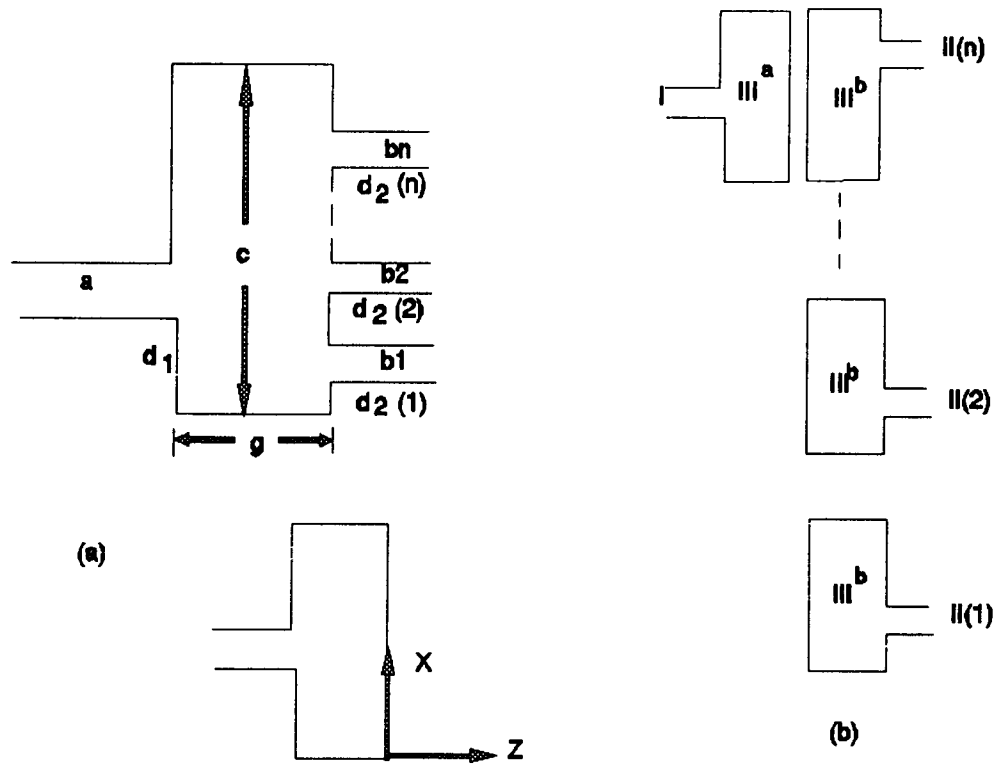 bn
d2 (n)
c
a
b2
d2 (2)
d1
b1
d2 (1)
g
(a)
X
Z
I
III a
III b
II(n)
III b
II(2)
III b
II(1)
(b)